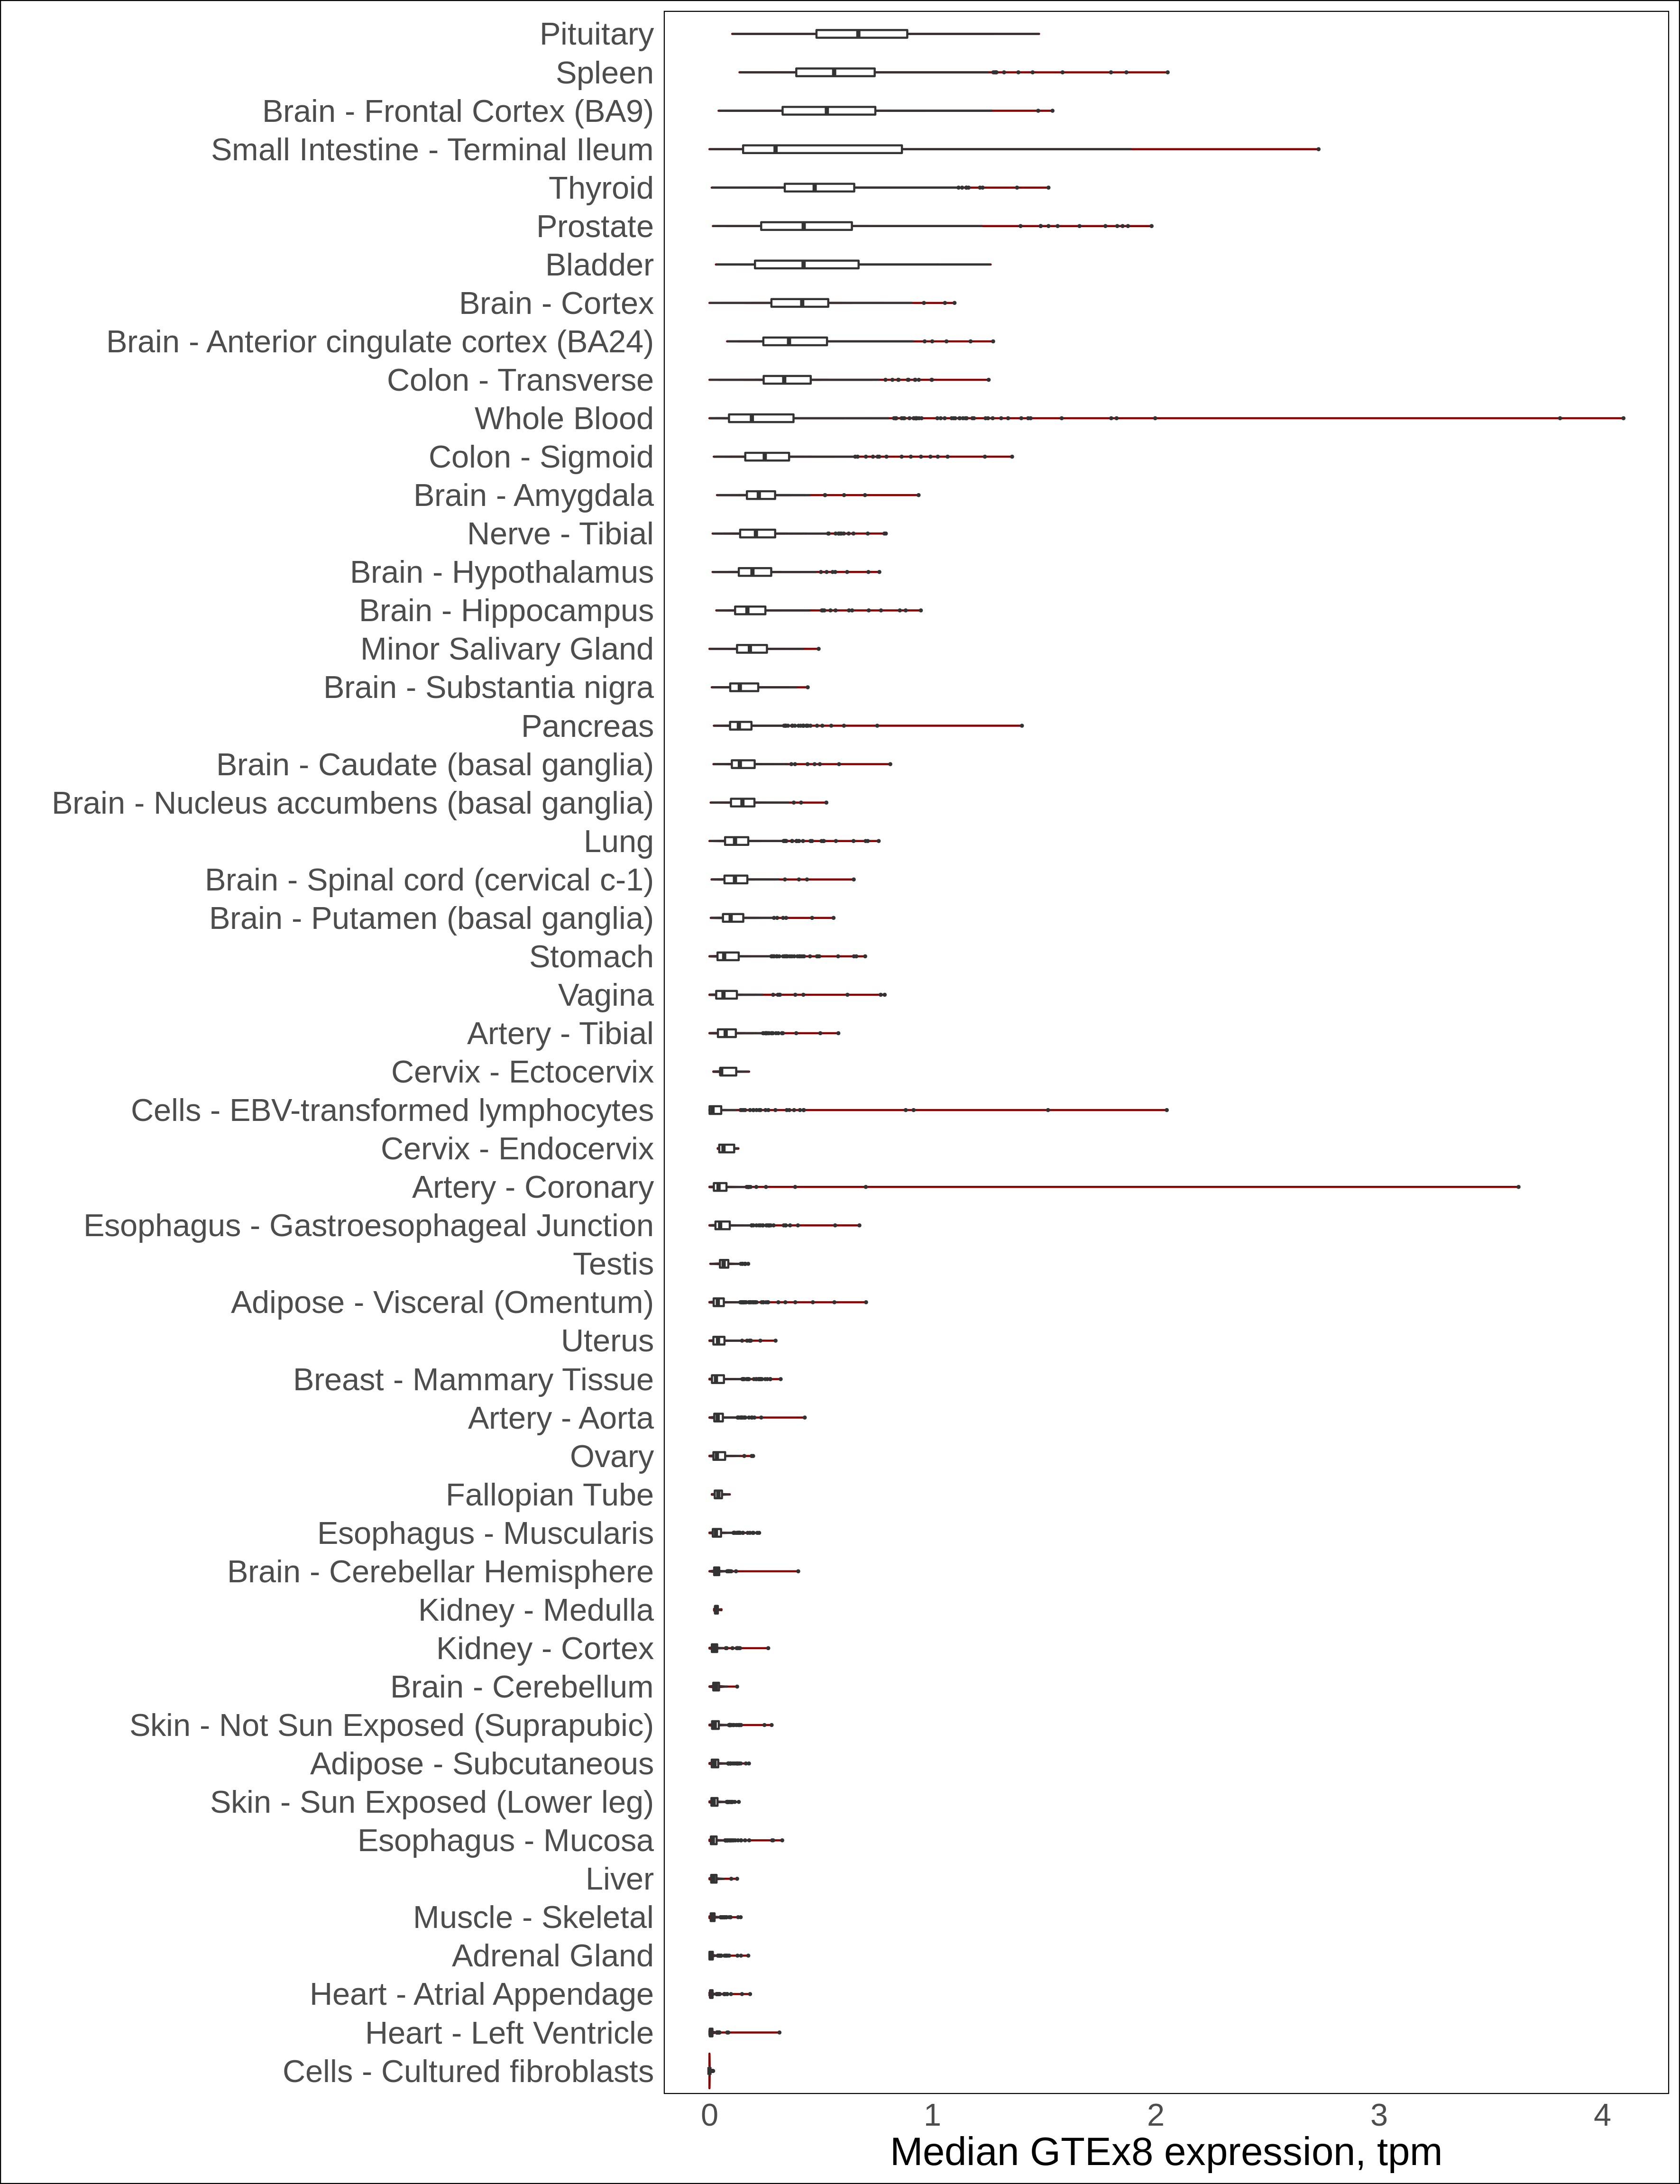 Pituitary
Spleen
Brain - Frontal Cortex (BA9)
Small Intestine - Terminal Ileum
Thyroid
Prostate
Bladder
Brain - Cortex
Brain - Anterior cingulate cortex (BA24)
Colon - Transverse
Whole Blood
Colon - Sigmoid
Brain - Amygdala
Nerve - Tibial
Brain - Hypothalamus
Brain - Hippocampus
Minor Salivary Gland
Brain - Substantia nigra
Pancreas
Brain - Caudate (basal ganglia)
Brain - Nucleus accumbens (basal ganglia)
Lung
Brain - Spinal cord (cervical c-1)
Brain - Putamen (basal ganglia)
Stomach
Vagina
Artery - Tibial
Cervix - Ectocervix
Cells - EBV-transformed lymphocytes
Cervix - Endocervix
Artery - Coronary
Esophagus - Gastroesophageal Junction
Testis
Adipose - Visceral (Omentum)
Uterus
Breast - Mammary Tissue
Artery - Aorta
Ovary
Fallopian Tube
Esophagus - Muscularis
Brain - Cerebellar Hemisphere
Kidney - Medulla
Kidney - Cortex
Brain - Cerebellum
Skin - Not Sun Exposed (Suprapubic)
Adipose - Subcutaneous
Skin - Sun Exposed (Lower leg)
Esophagus - Mucosa
Liver
Muscle - Skeletal
Adrenal Gland
Heart - Atrial Appendage
Heart - Left Ventricle
Cells - Cultured fibroblasts
0 1 2 3 4
Median GTEx8 expression, tpm